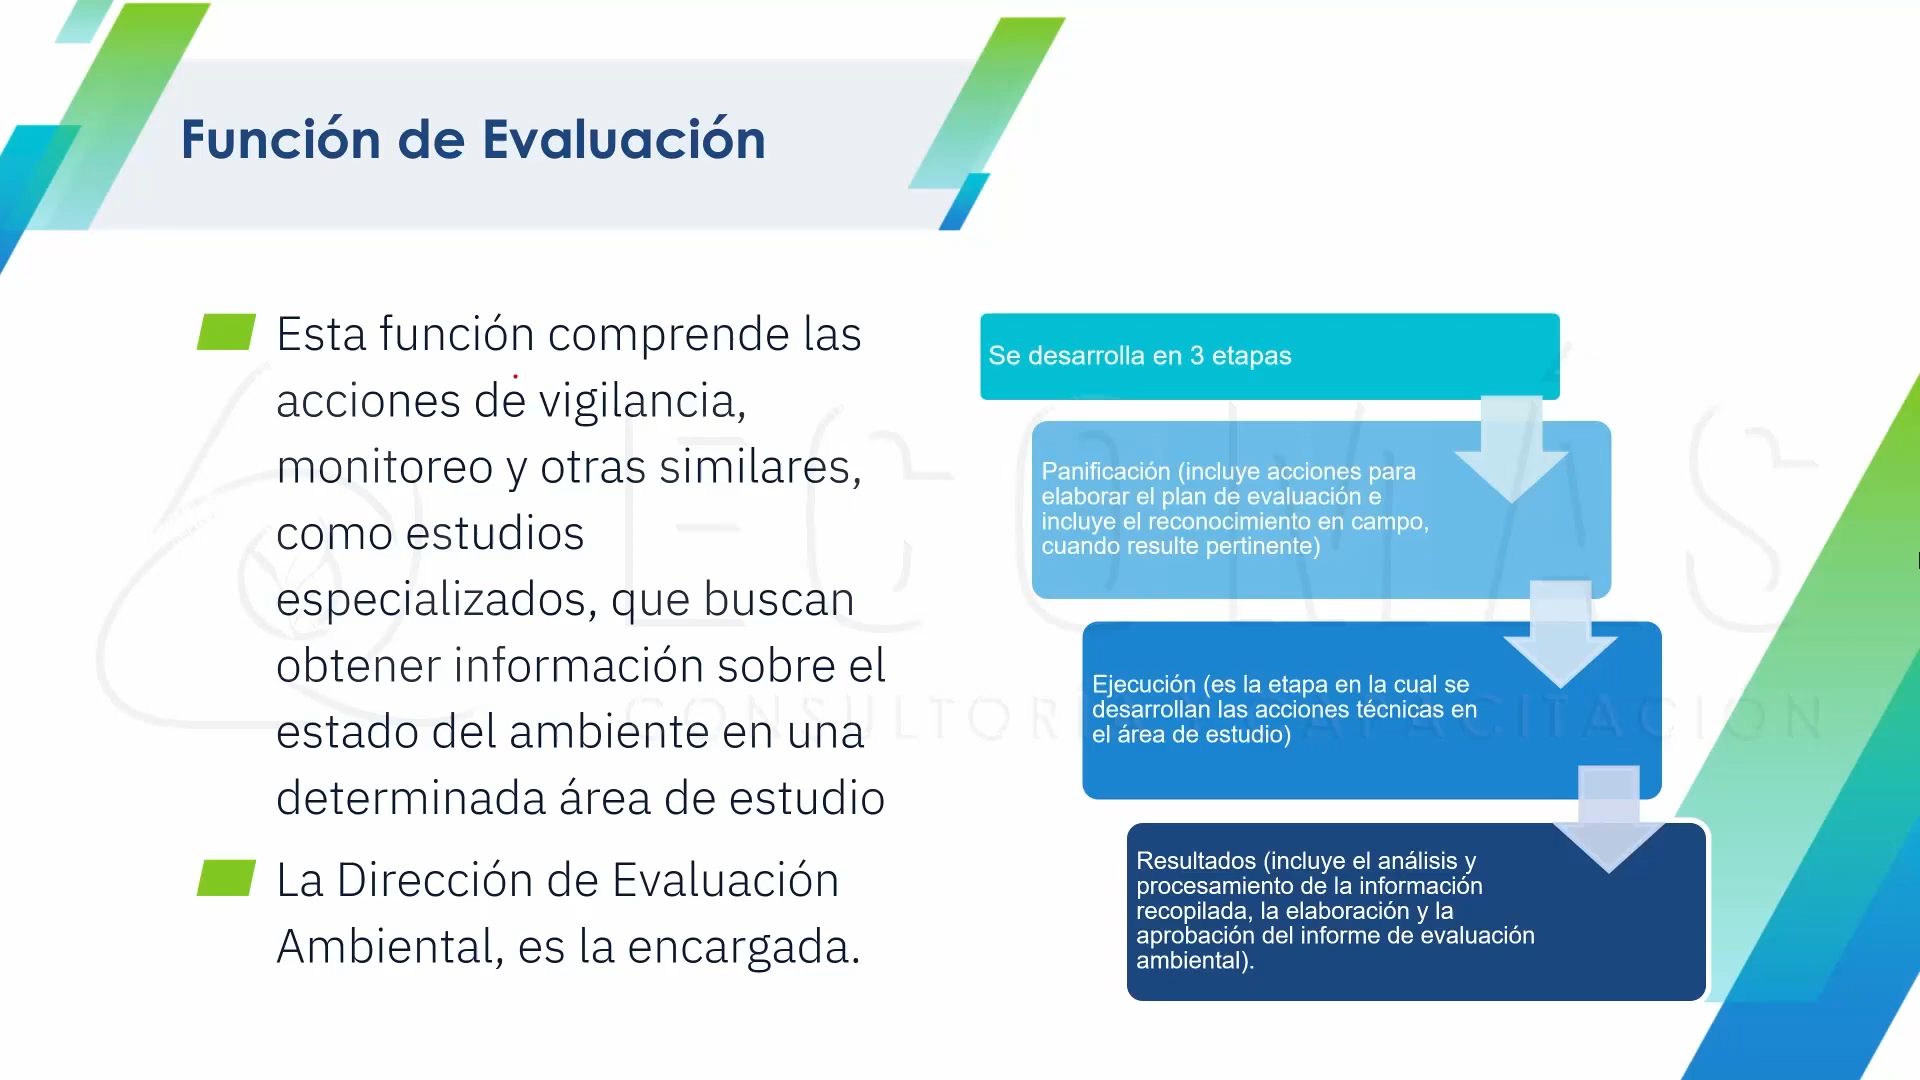 Función de Evaluación
Esta función comprende las
acciones de vigilancia,
monitoreo y otras similares,
como estudios
especializados, que buscan
obtener información sobre el
estado del ambiente en una
determinada área de estudio
La Dirección de Evaluación
Ambiental, es la encargada.
Se desarrolla en 3 etapas
Panificación (incluye acciones para
elaborar el plan de evaluación e
incluye el reconocimiento en campo,
cuando resulte pertinente)
Ejecución (es la etapa en la cual se
desarrollan las acciones técnicas en
el área de estudio)
Resultados (incluye el análisis y
procesamiento de la información
recopilada, la elaboración y la
aprobación del informe de evaluación
ambiental).
ECOMÁS